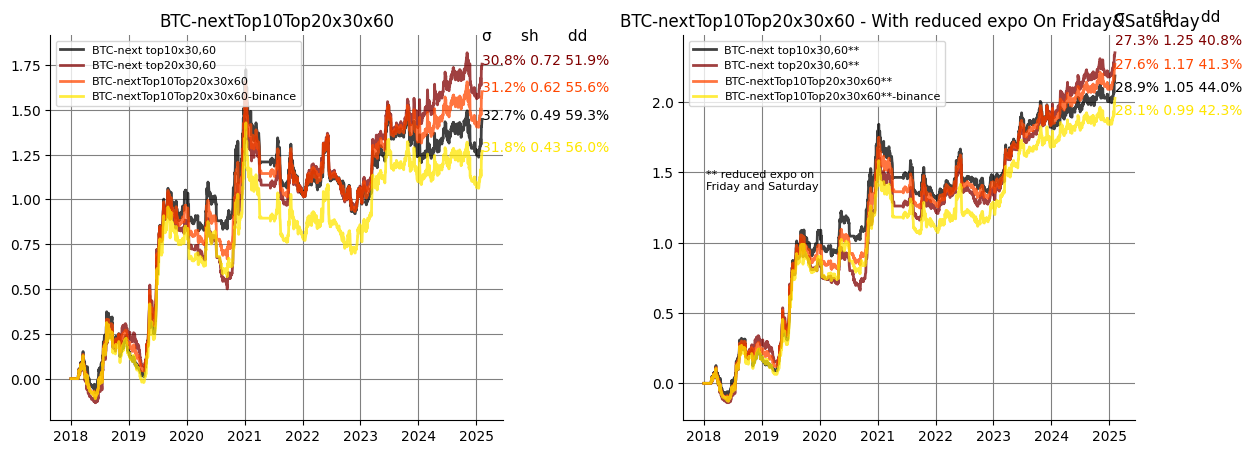 BTC-nextTop10Top20x30x60
σ sh dd
BTC-next top10x30,60
BTC-next top20x30,60
BTC-nextTop10Top20x30x60
BTC-nextTop10Top20x30x60-binance
30.8% 0.72 51.9%
31.2% 0.62 55.6%
32.7% 0.49 59.3%
31.8% 0.43 56.0%
1.75
1.50
1.25
1.00
0.75
0.50
0.25
0.00
2018 2019 2020 2021 2022 2023 2024 2025
BTC-nextTop10Top20x30x60 - With reduced expo On Friday&Saturday
σ sh dd
BTC-next top10x30,60**
BTC-next top20x30,60**
BTC-nextTop10Top20x30x60**
BTC-nextTop10Top20x30x60**-binance
27.3% 1.25 40.8%
27.6% 1.17 41.3%
28.9% 1.05 44.0%
28.1% 0.99 42.3%
** reduced expo on
Friday and Saturday
2.0
1.5
1.0
0.5
0.0
2018 2019 2020 2021 2022 2023 2024 2025